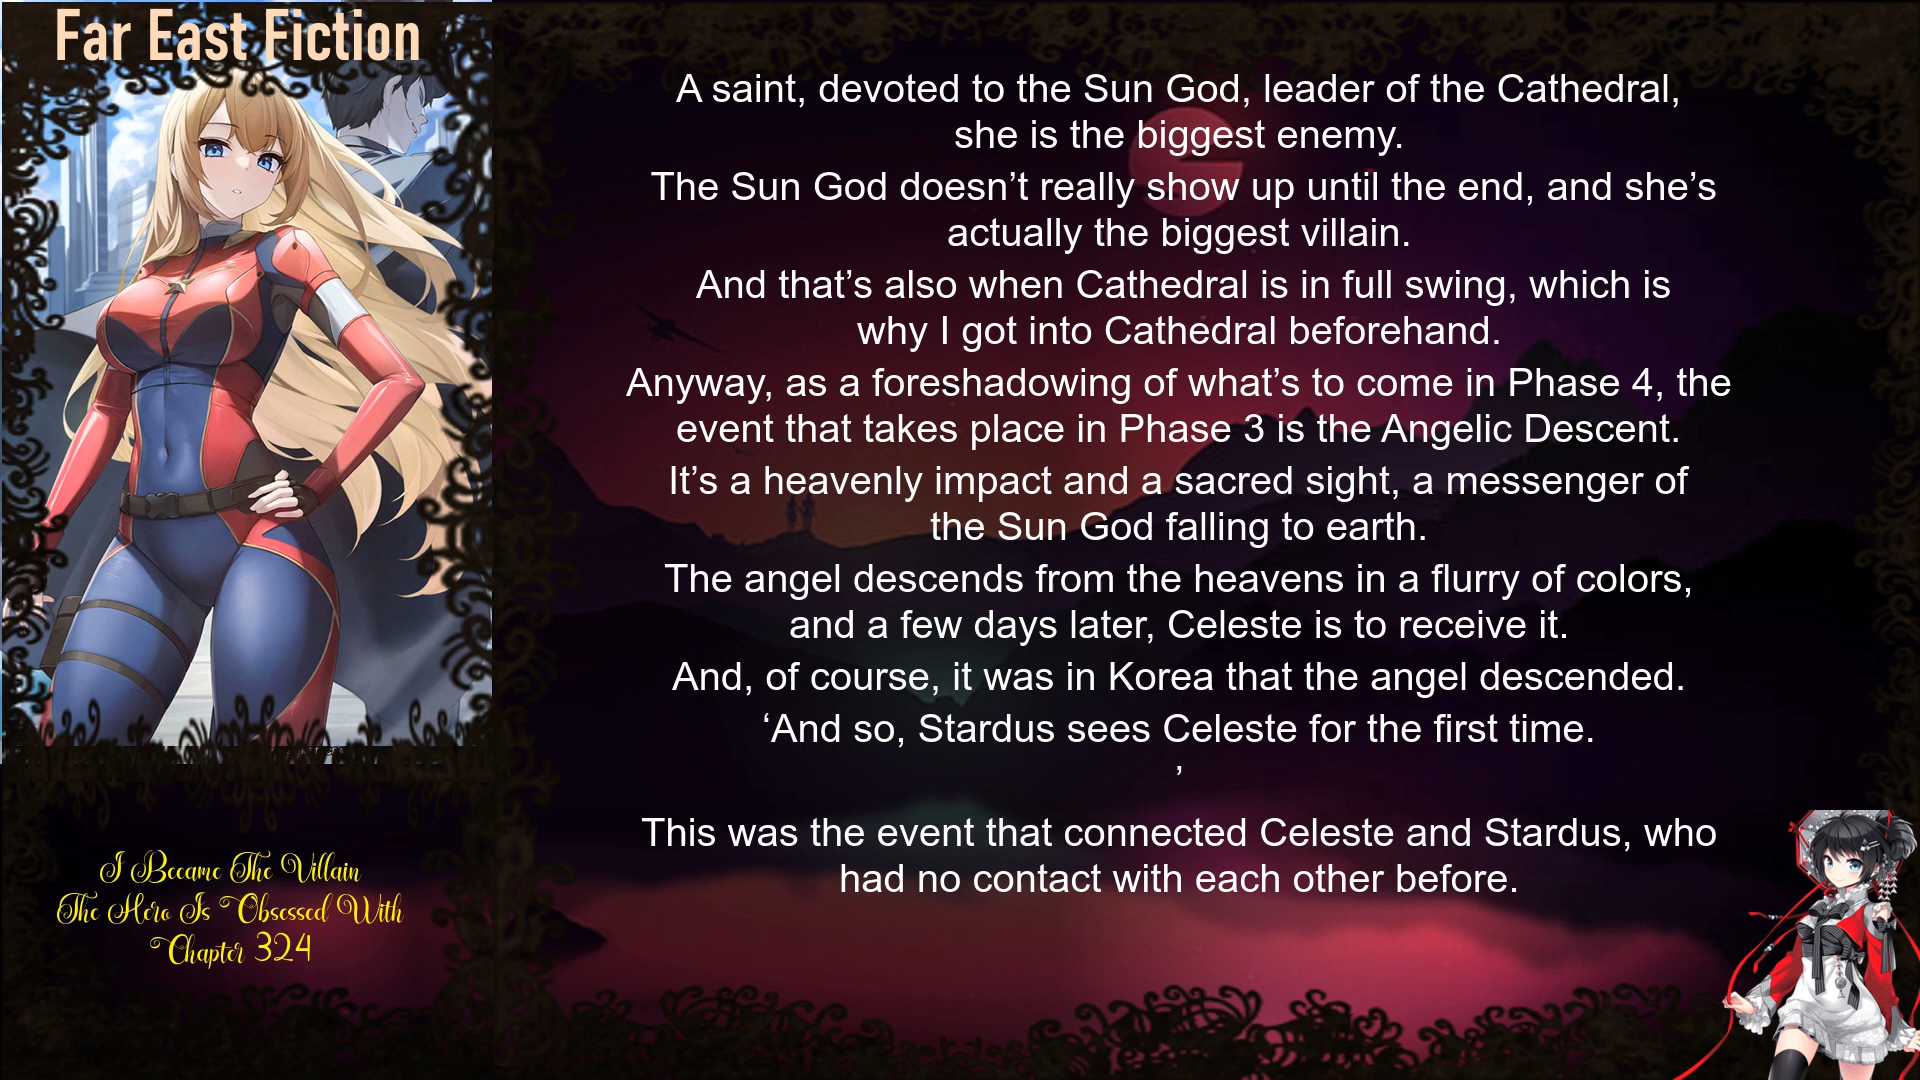 Far East Fiction
A saint, devoted to the Sun God, leader of the Cathedral,
she is the biggest enemy.
The Sun God doesn’t really show up until the end, and she’s
actually the biggest villain.
And that’s also when Cathedral is in full swing, which is
why I got into Cathedral beforehand.
Anyway, as a foreshadowing of what’s to come in Phase 4, the
event that takes place in Phase 3 is the Angelic Descent.
It’s a heavenly impact and a sacred sight, a messenger of
the Sun God falling to earth.
The angel descends from the heavens in a flurry of colors,
and a few days later, Celeste is to receive it.
And, of course, it was in Korea that the angel descended.
‘And so, Stardus sees Celeste for the first time.
’
This was the event that connected Celeste and Stardus, who
had no contact with each other before.
I Became The Villain
The Hero Is Obsessed With
Chapter 324